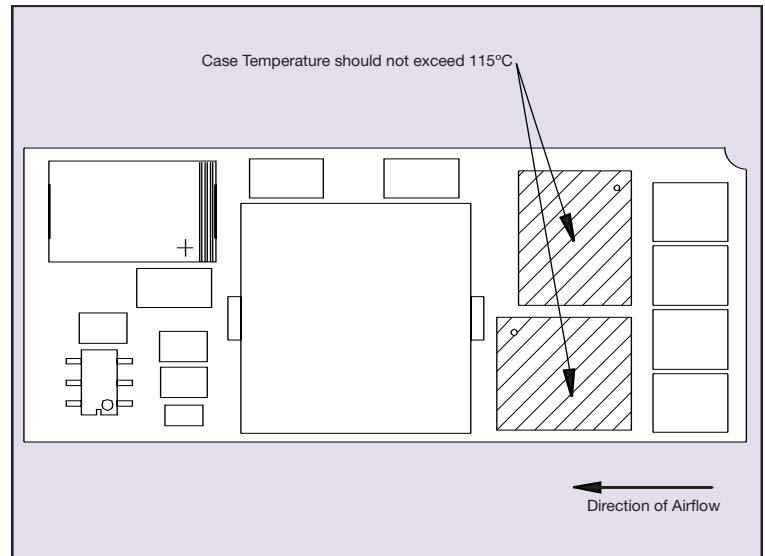 Case Temperature should not exceed 115ºC
Direction of Airflow